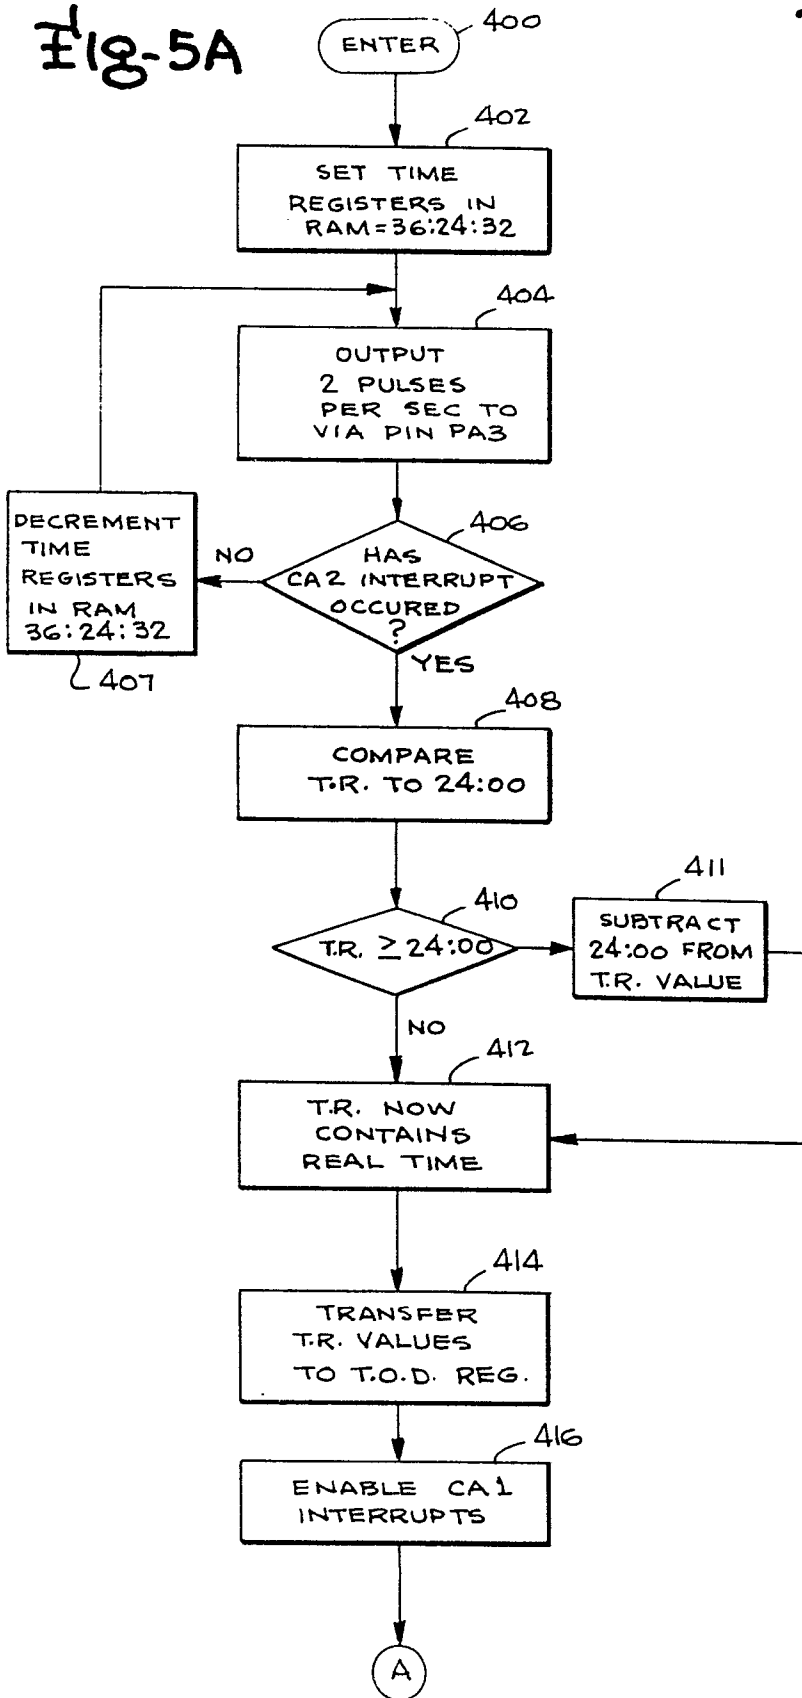 Fig-5A
ENTER
400
402
SET TIME
REGISTERS IN
RAM=36:24:32
404
OUTPUT
2 PULSES
PER SEC TO
VIA PIN PA3
406
HAS
CA2 INTERRUPT
OCCURED
?
NO
DECREMENT
TIME
REGISTERS
IN RAM
36:24:32
407
YES
408
COMPARE
T.R. TO 24:00
410
T.R. ≥ 24:00
411
SUBTRACT
24:00 FROM
T.R. VALUE
NO
412
T.R. NOW
CONTAINS
REAL TIME
414
TRANSFER
T.R. VALUES
TO T.O.D. REG.
416
ENABLE CA1
INTERRUPTS
A